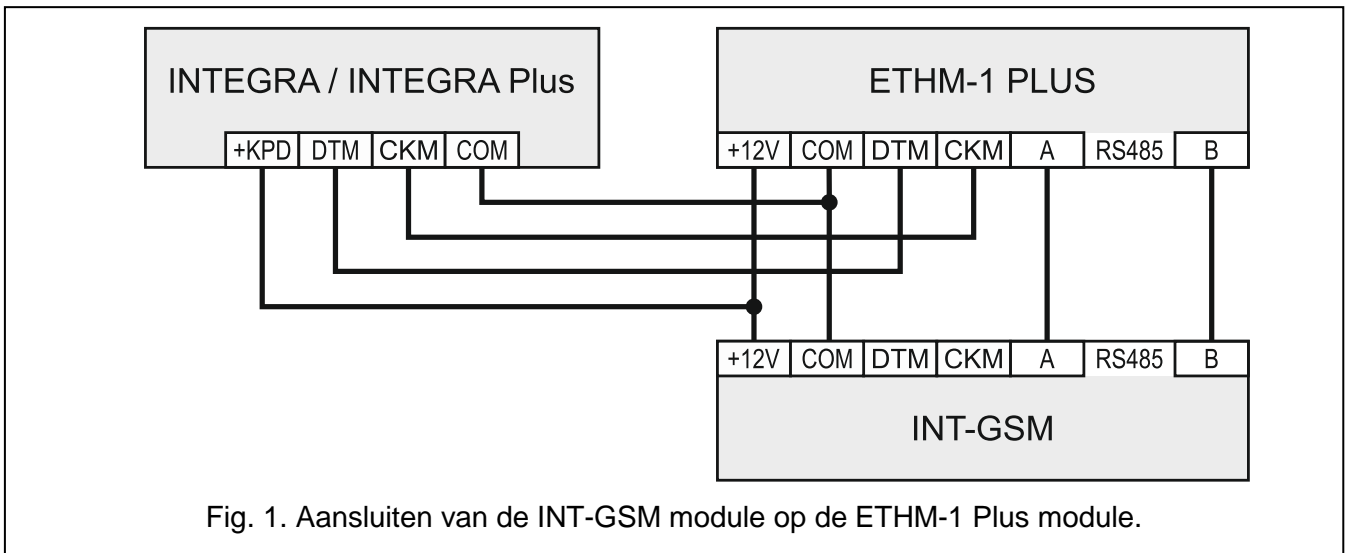 INTEGRA / INTEGRA Plus
+KPD DTM CKM COM
ETHM-1 PLUS
+12V COM DTM CKM A RS485 B
+12V COM DTM CKM A RS485 B
INT-GSM
Fig. 1. Aansluiten van de INT-GSM module op de ETHM-1 Plus module.